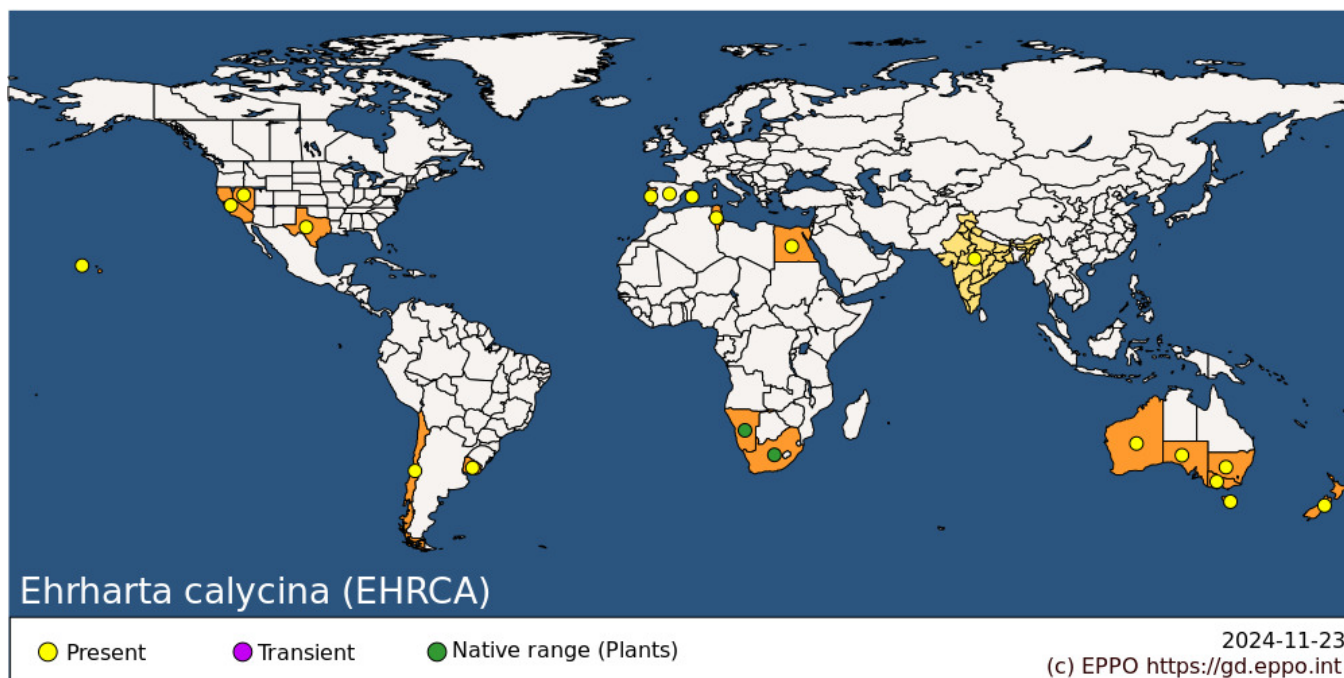 Ehrharta calycina (EHRCA)
Present
Transient
Native range (Plants)
2024-11-23
(c) EPPO https://gd.eppo.int